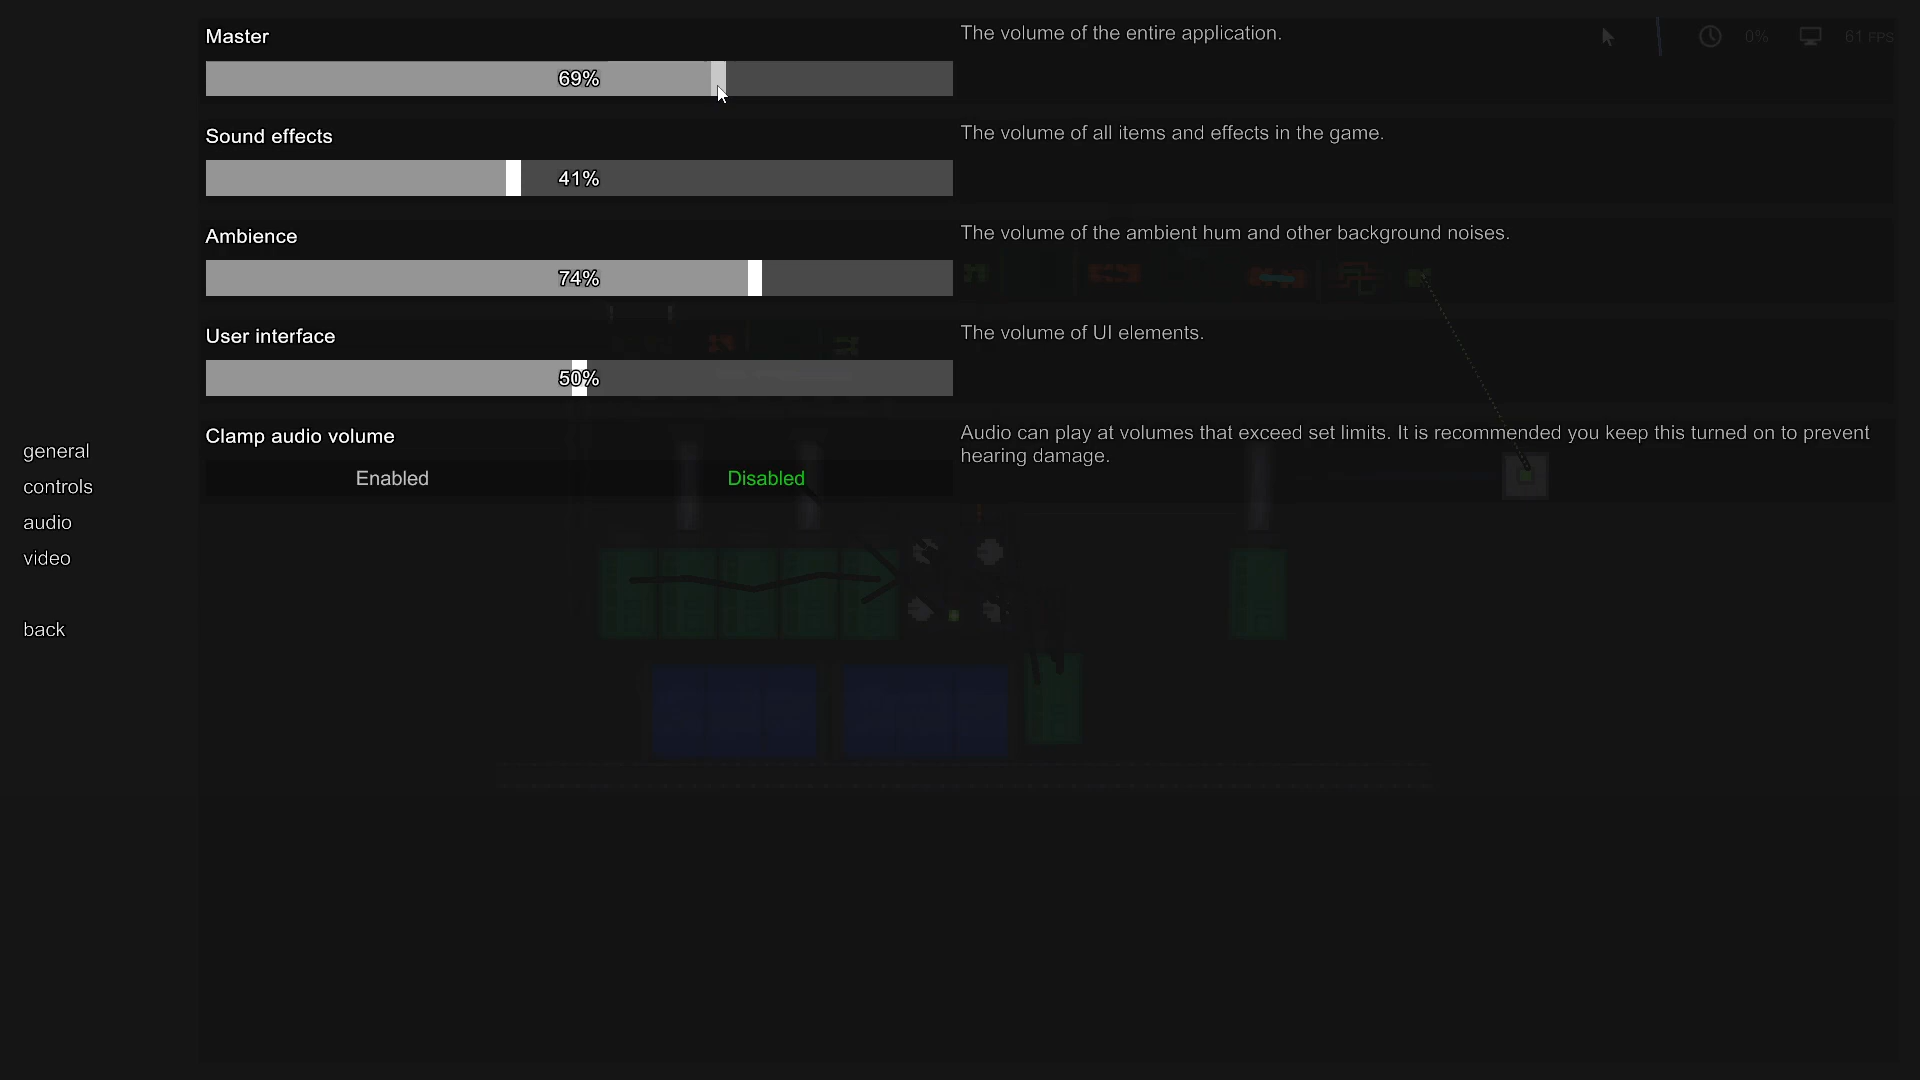 Master
The volume of the entire application.
0%
61 FPS
69%
Sound effects
The volume of all items and effects in the game.
41%
Ambience
The volume of the ambient hum and other background noises.
74%
User interface
The volume of UI elements.
50%
Clamp audio volume
Audio can play at volumes that exceed set limits. It is recommended you keep this turned on to prevent
hearing damage.
Enabled
Disabled
general
controls
audio
video
back